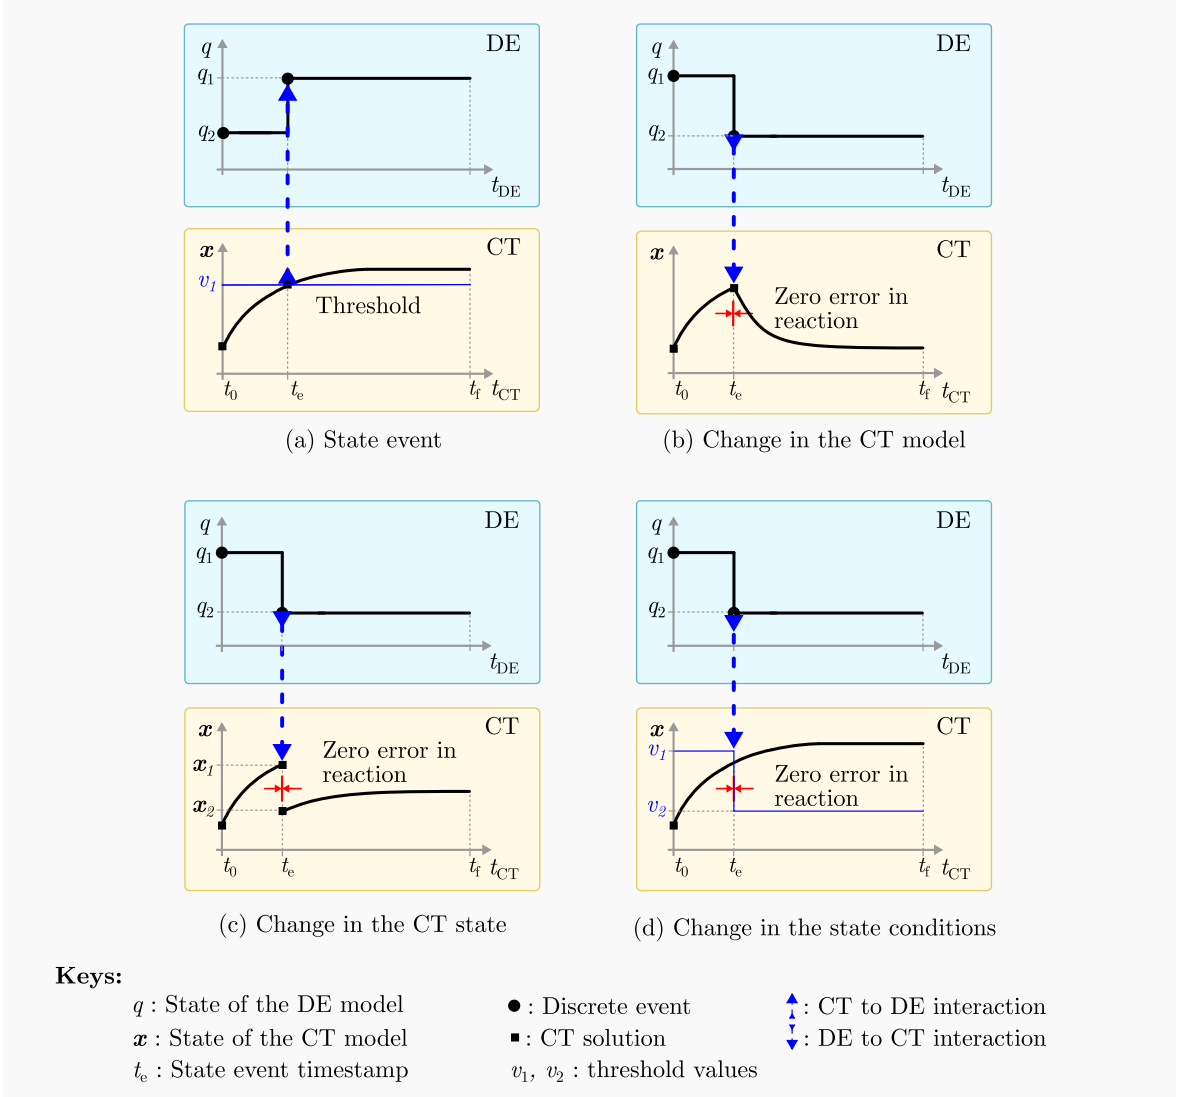 DE
q
q1
q2
tDE
CT
x
v1
Threshold
t0
te
tf
tCT
(a) State event
DE
q
q1
q2
tDE
CT
x
Zero error in
reaction
t0
te
tf
tCT
(b) Change in the CT model
DE
q
q1
q2
tDE
CT
x
x1
x2
Zero error in
reaction
t0
te
tf
tCT
(c) Change in the CT state
DE
q
q1
q2
tDE
CT
x
v1
v2
Zero error in
reaction
t0
te
tf
tCT
(d) Change in the state conditions
Keys:
q : State of the DE model
x : State of the CT model
te : State event timestamp
: Discrete event
: CT solution
v1, v2 : threshold values
: CT to DE interaction
: DE to CT interaction